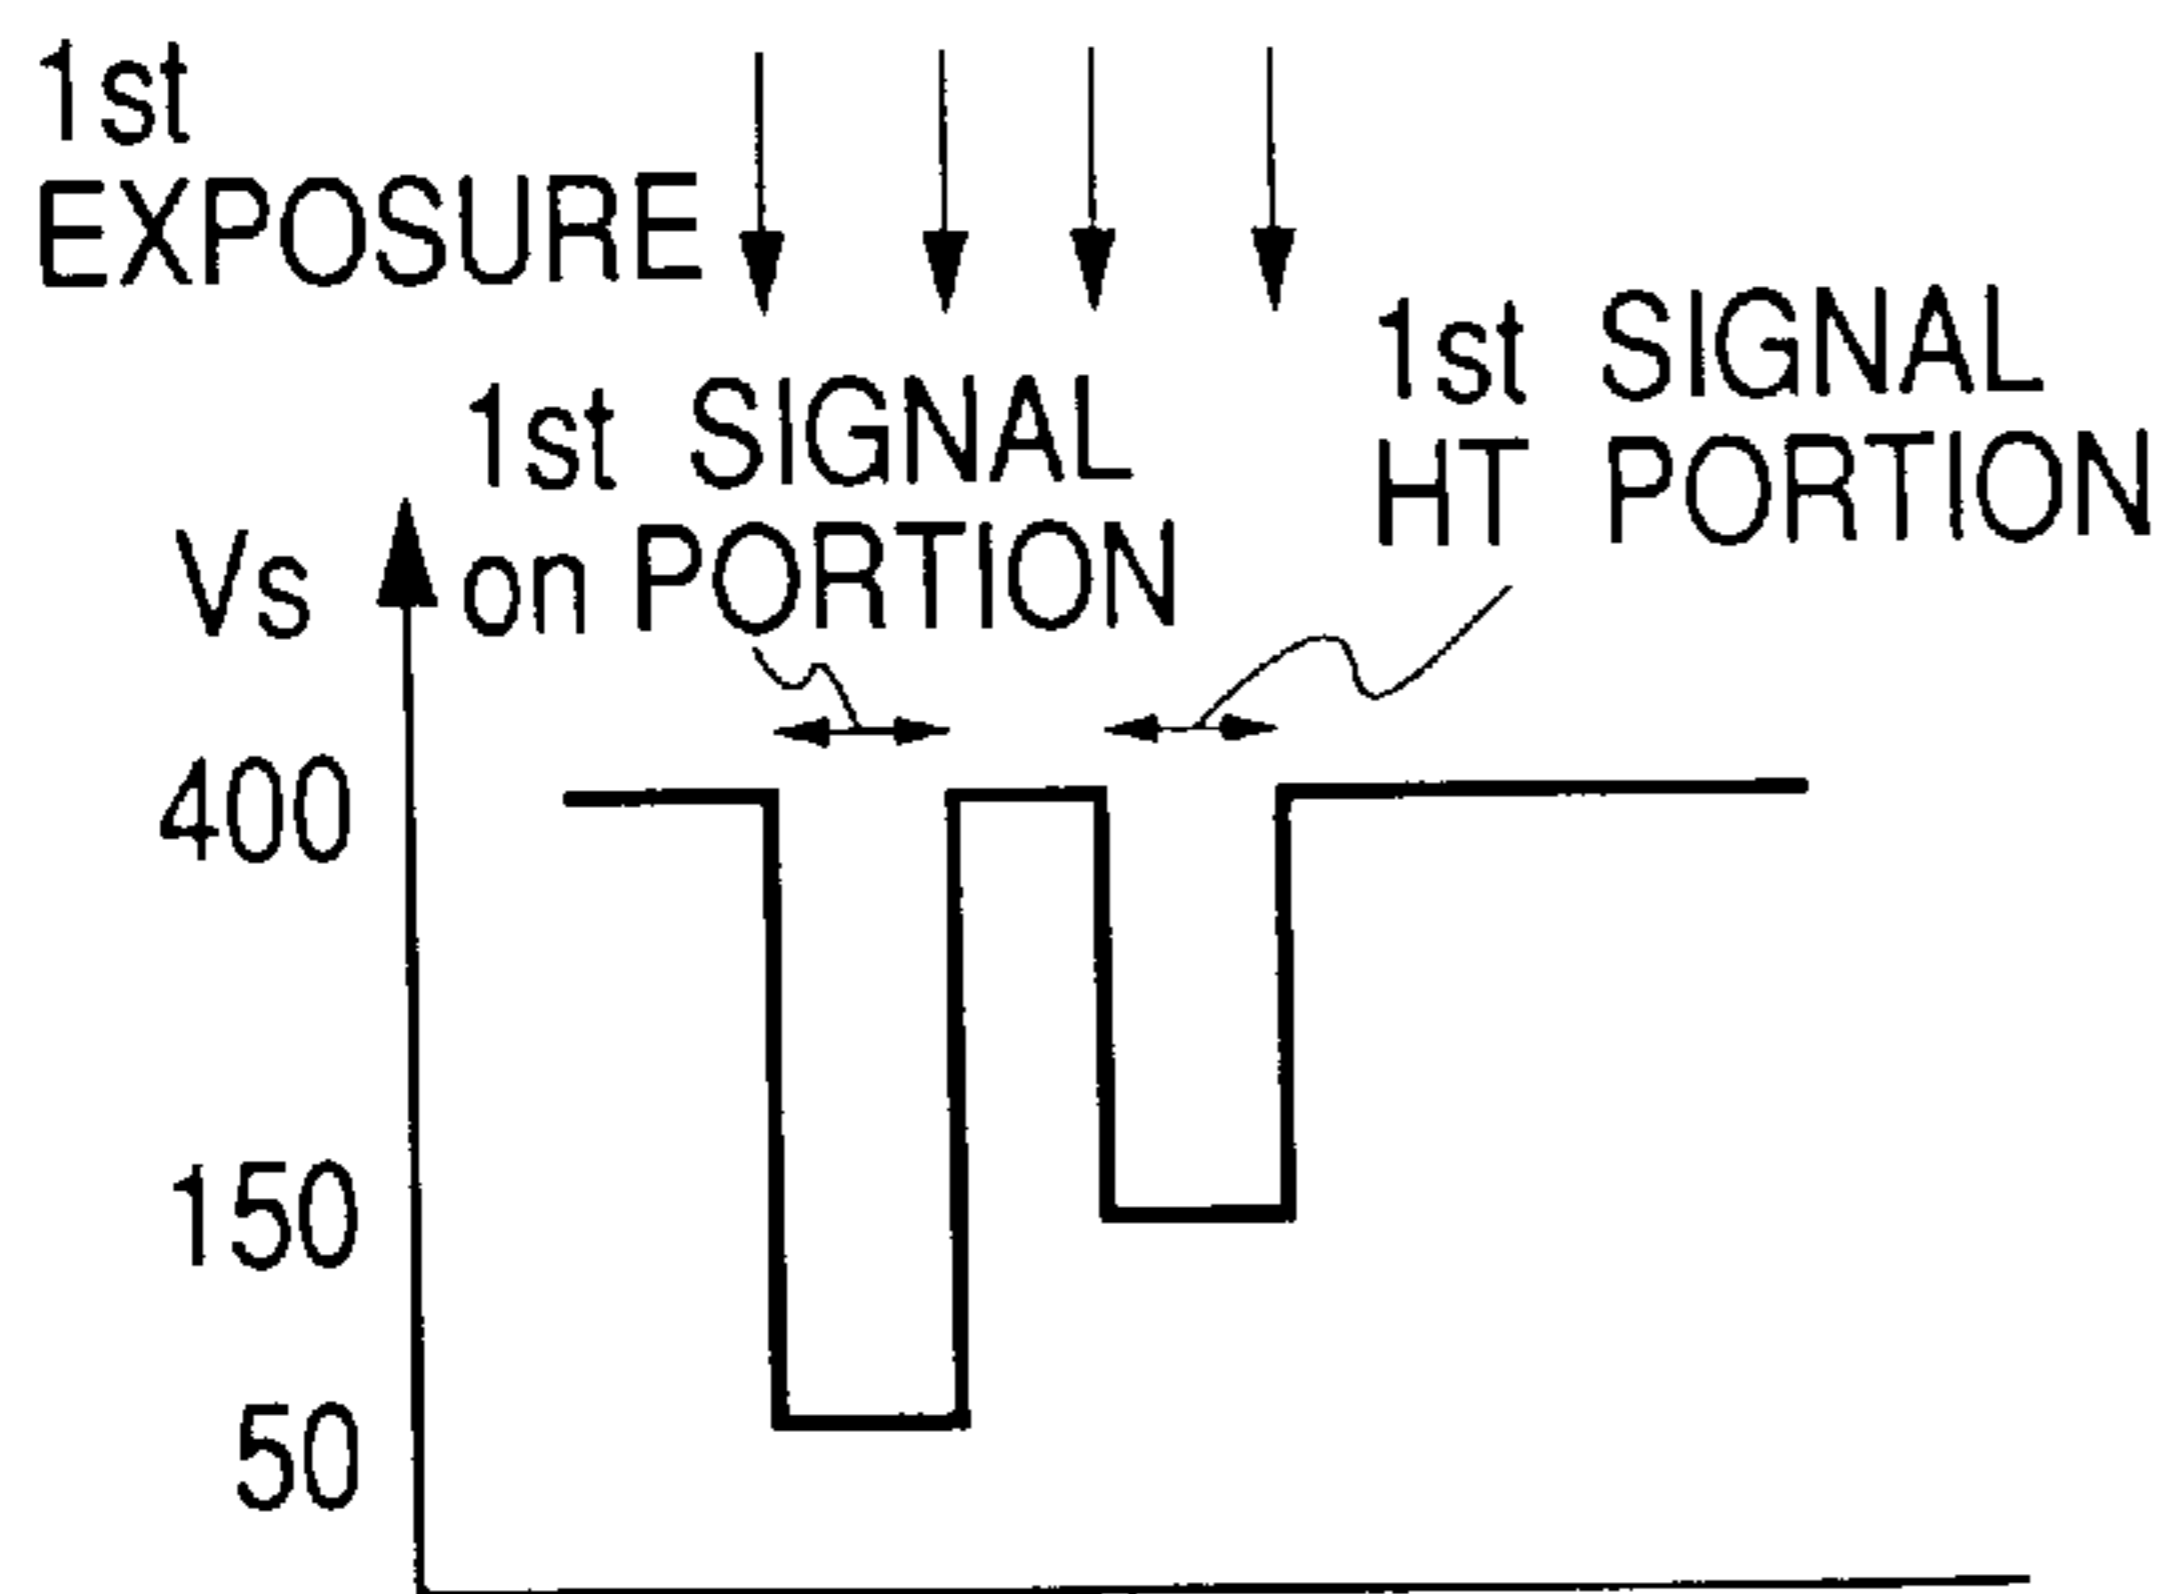 1st
EXPOSURE
1st SIGNAL
HT PORTION
1st SIGNAL
on PORTION
Vs
400
150
50